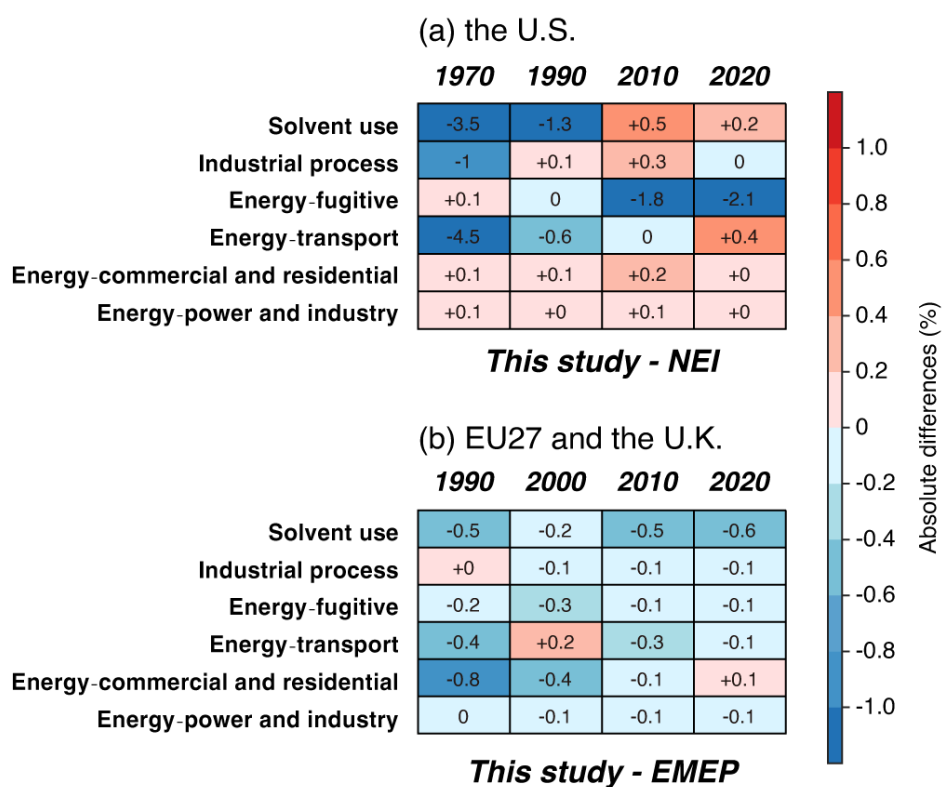 (a) the U.S.
1970 1990 2010 2020
Solvent use -3.5 -1.3 +0.5 +0.2
Industrial process -1 +0.1 +0.3 0
Energy-fugitive +0.1 0 -1.8 -2.1
Energy-transport -4.5 -0.6 0 +0.4
Energy-commercial and residential +0.1 +0.1 +0.2 +0
Energy-power and industry +0.1 +0 +0.1 +0
This study - NEI
(b) EU27 and the U.K.
1990 2000 2010 2020
Solvent use -0.5 -0.2 -0.5 -0.6
Industrial process +0 -0.1 -0.1 -0.1
Energy-fugitive -0.2 -0.3 -0.1 -0.1
Energy-transport -0.4 +0.2 -0.3 -0.1
Energy-commercial and residential -0.8 -0.4 -0.1 +0.1
Energy-power and industry 0 -0.1 -0.1 -0.1
This study - EMEP
1.0
0.8
0.6
0.4
0.2
0
-0.2
-0.4
-0.6
-0.8
-1.0
Absolute differences (%)